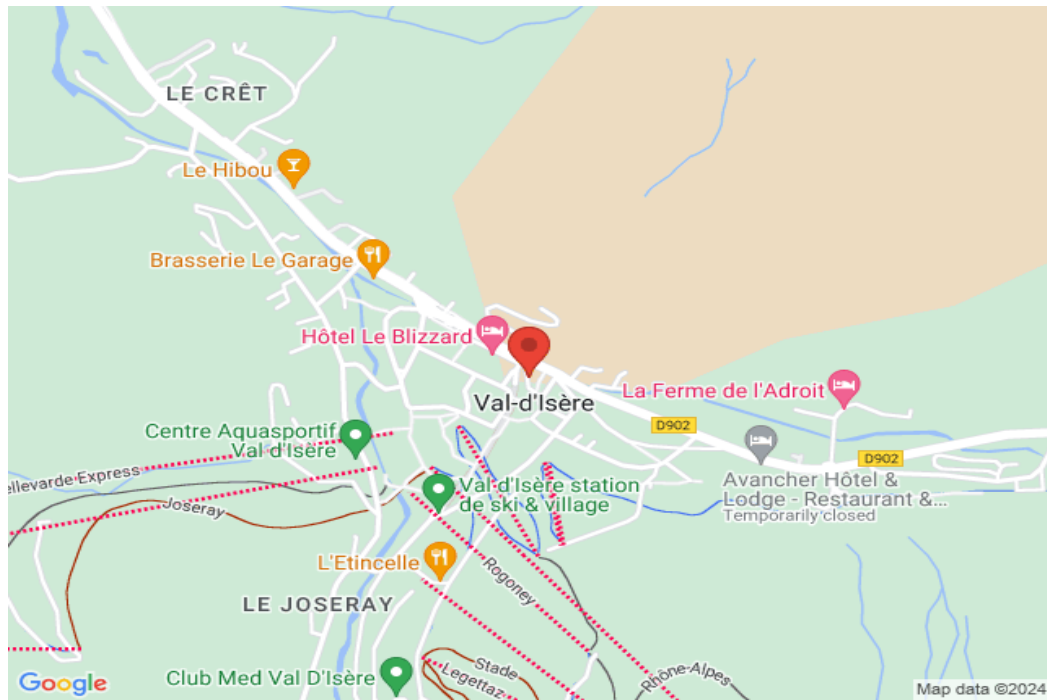 LE CRÊT
Le Hibou
Brasserie Le Garage
Hôtel Le Blizzard
La Ferme de l'Adroit
Val-d'Isère
D902
Centre Aquasportif
Val d'Isère
D902
ellevarde Express
Avancher Hôtel &
Lodge - Restaurant &...
Temporarily closed
Val d'Isère station
de ski & village
Joseray
L'Etincelle
Rogoney
LE JOSERAY
Stade
Legettaz
Rhône-Alpes
Club Med Val D'Isère
Google
Map data ©2024